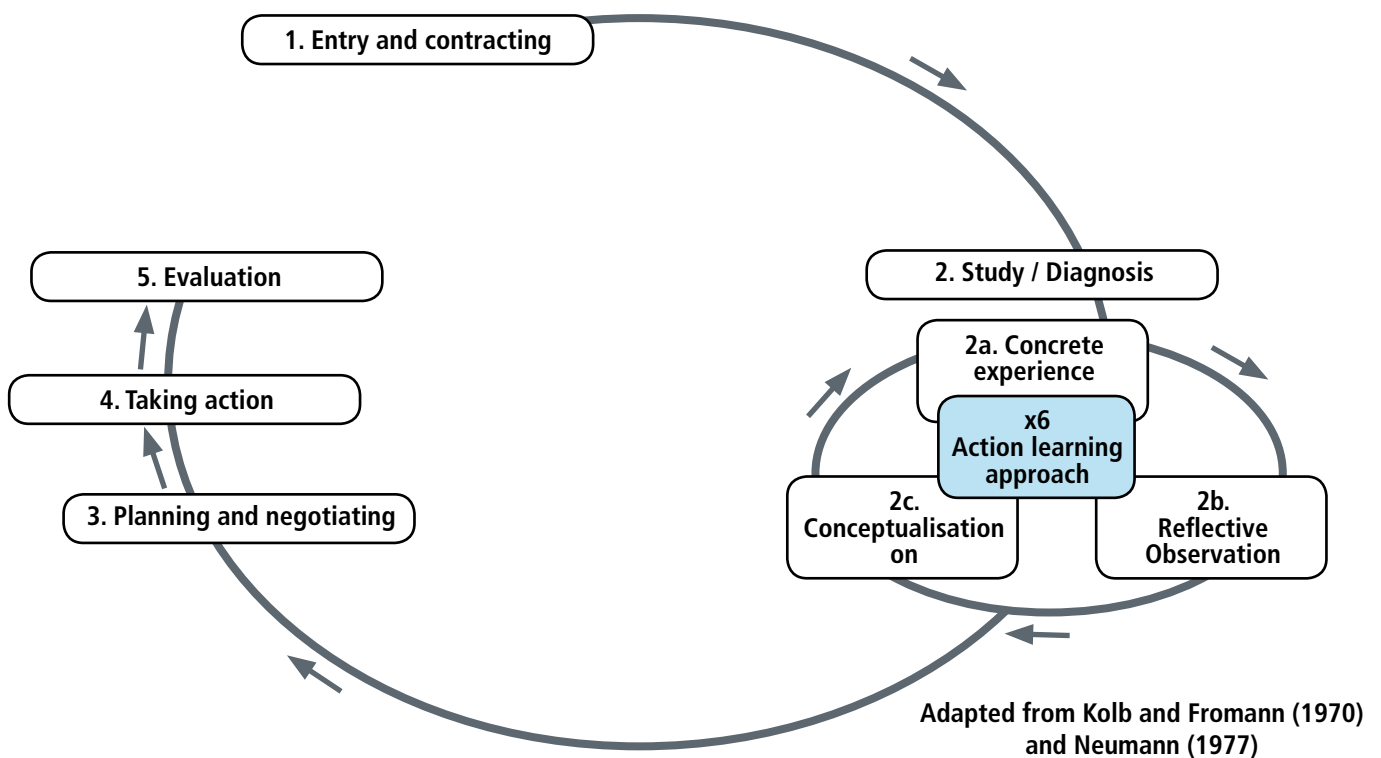 1. Entry and contracting
2. Study / Diagnosis
2a. Concrete
experience
x6
Action learning
approach
2b.
Reflective
Observation
2c.
Conceptualisation
on
3. Planning and negotiating
4. Taking action
5. Evaluation
Adapted from Kolb and Fromann (1970)
and Neumann (1977)